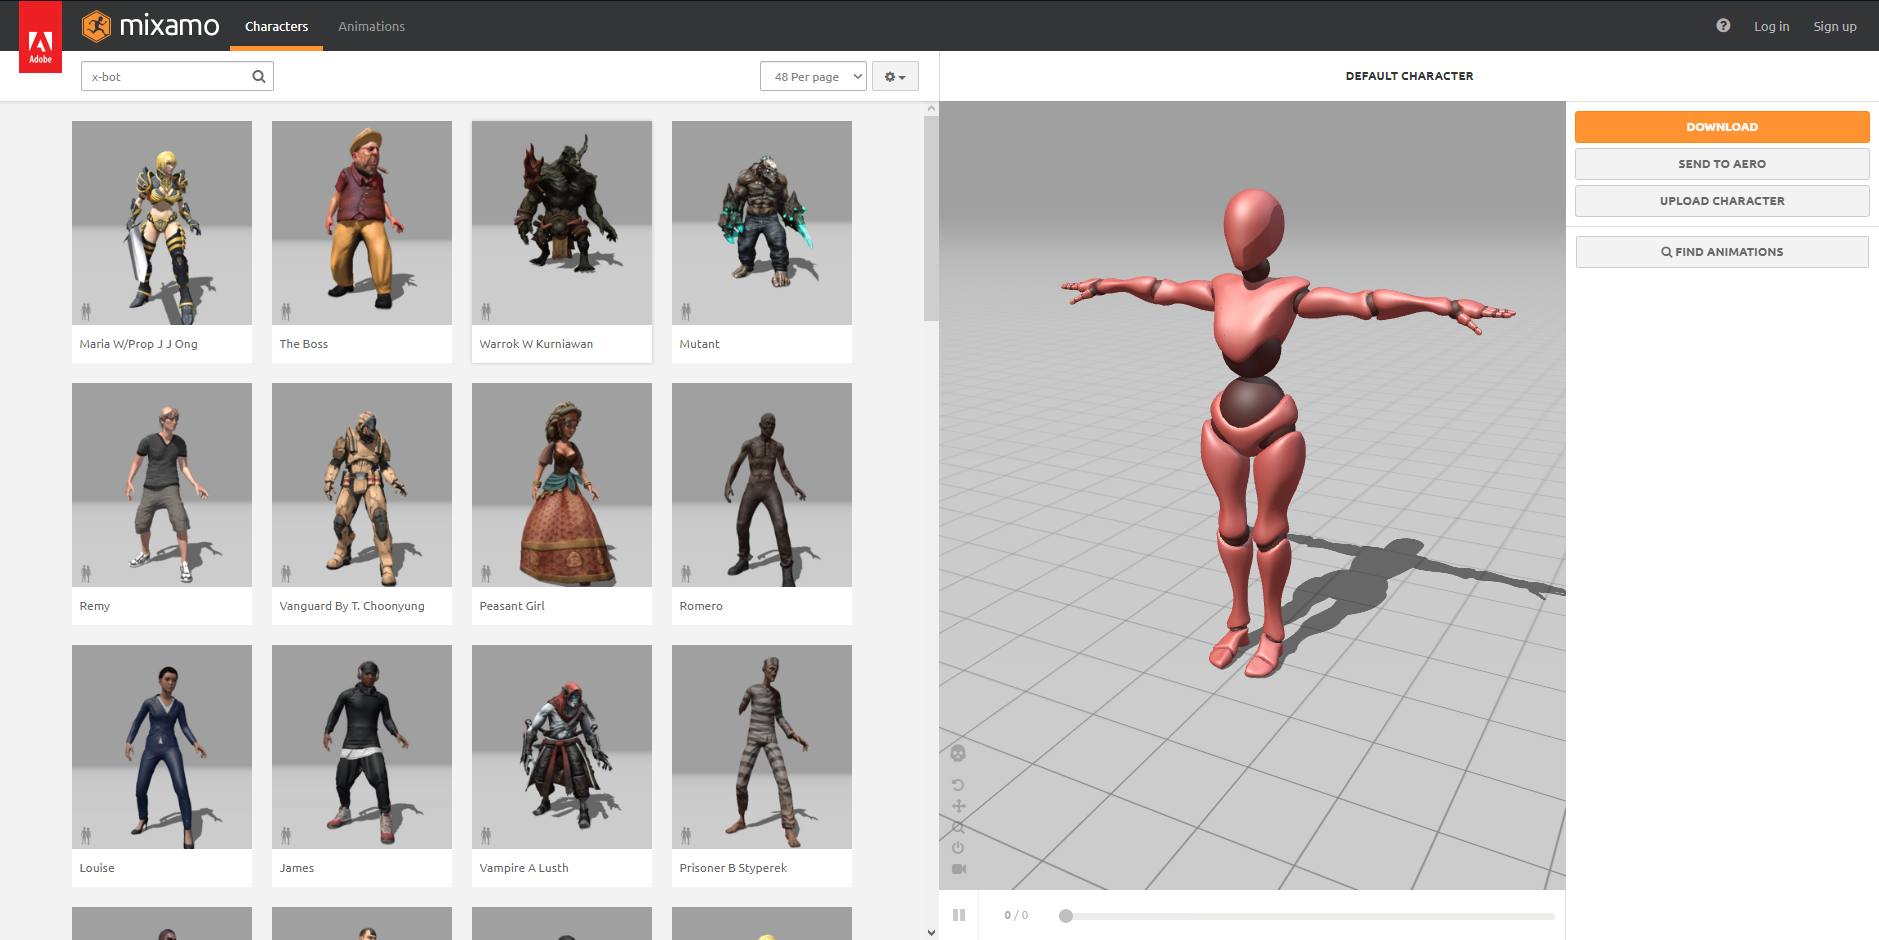 Adobe
mixamo
Characters
Animations
Log in
Sign up
x-bot
48 Per page
DEFAULT CHARACTER
DOWNLOAD
SEND TO AERO
UPLOAD CHARACTER
FIND ANIMATIONS
Maria W/Prop J J Ong
The Boss
Warrok W Kurniawan
Mutant
Remy
Vanguard By T. Choonyung
Peasant Girl
Romero
Louise
James
Vampire A Lusth
Prisoner B Styperek
0 / 0